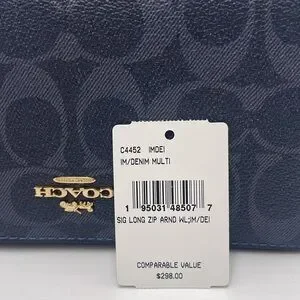 C4452 IMDEI
IM/DENIM MULTI
1 95031 48507 7
SIG LONG ZIP ARND WL;IM/DEI
COMPARABLE VALUE
$298.00
COACH